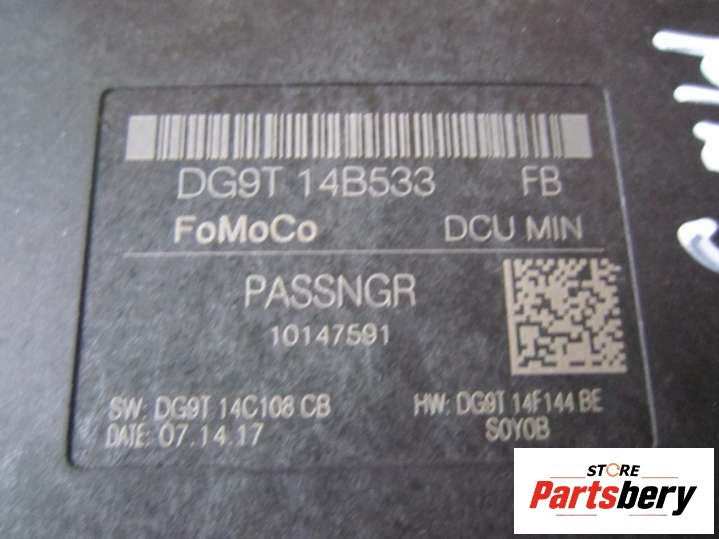 DG9T 14B533 FB
FoMoCo DCU MIN
PASSNGR
10147591
SW: DG9T 14C108 CB HW: DG9T 14F144 BE
DATE: 07.14.17 S0Y0B
STORE
Partsbery